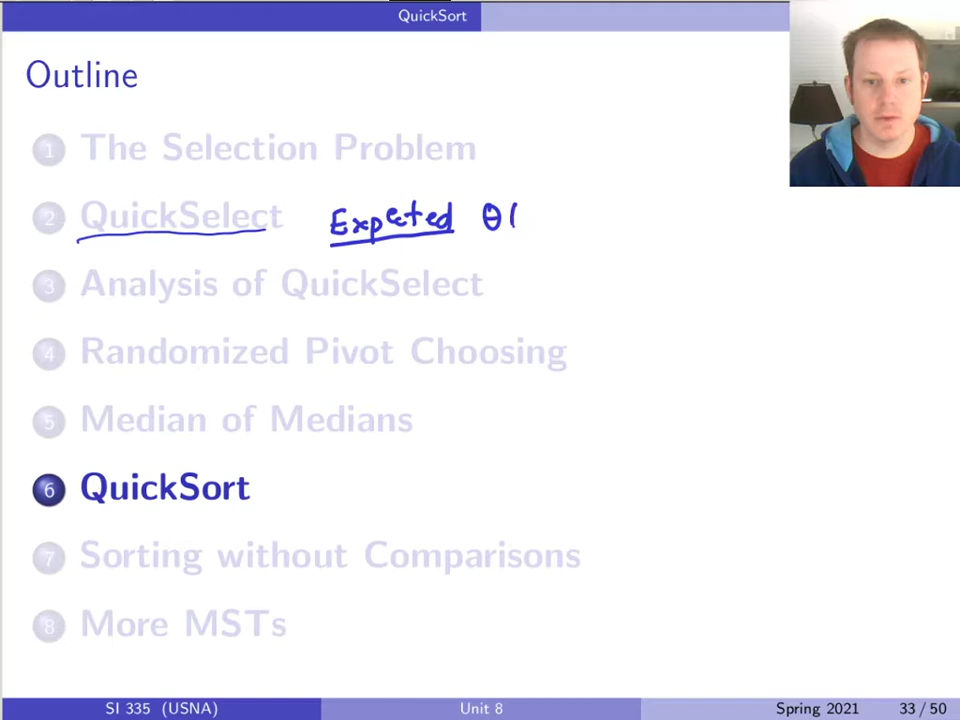 QuickSort
Outline
1 The Selection Problem
2 QuickSelect Expected Θ(
3 Analysis of QuickSelect
4 Randomized Pivot Choosing
5 Median of Medians
6 QuickSort
7 Sorting without Comparisons
8 More MSTs
SI 335 (USNA) Unit 8 Spring 2021 33 / 50